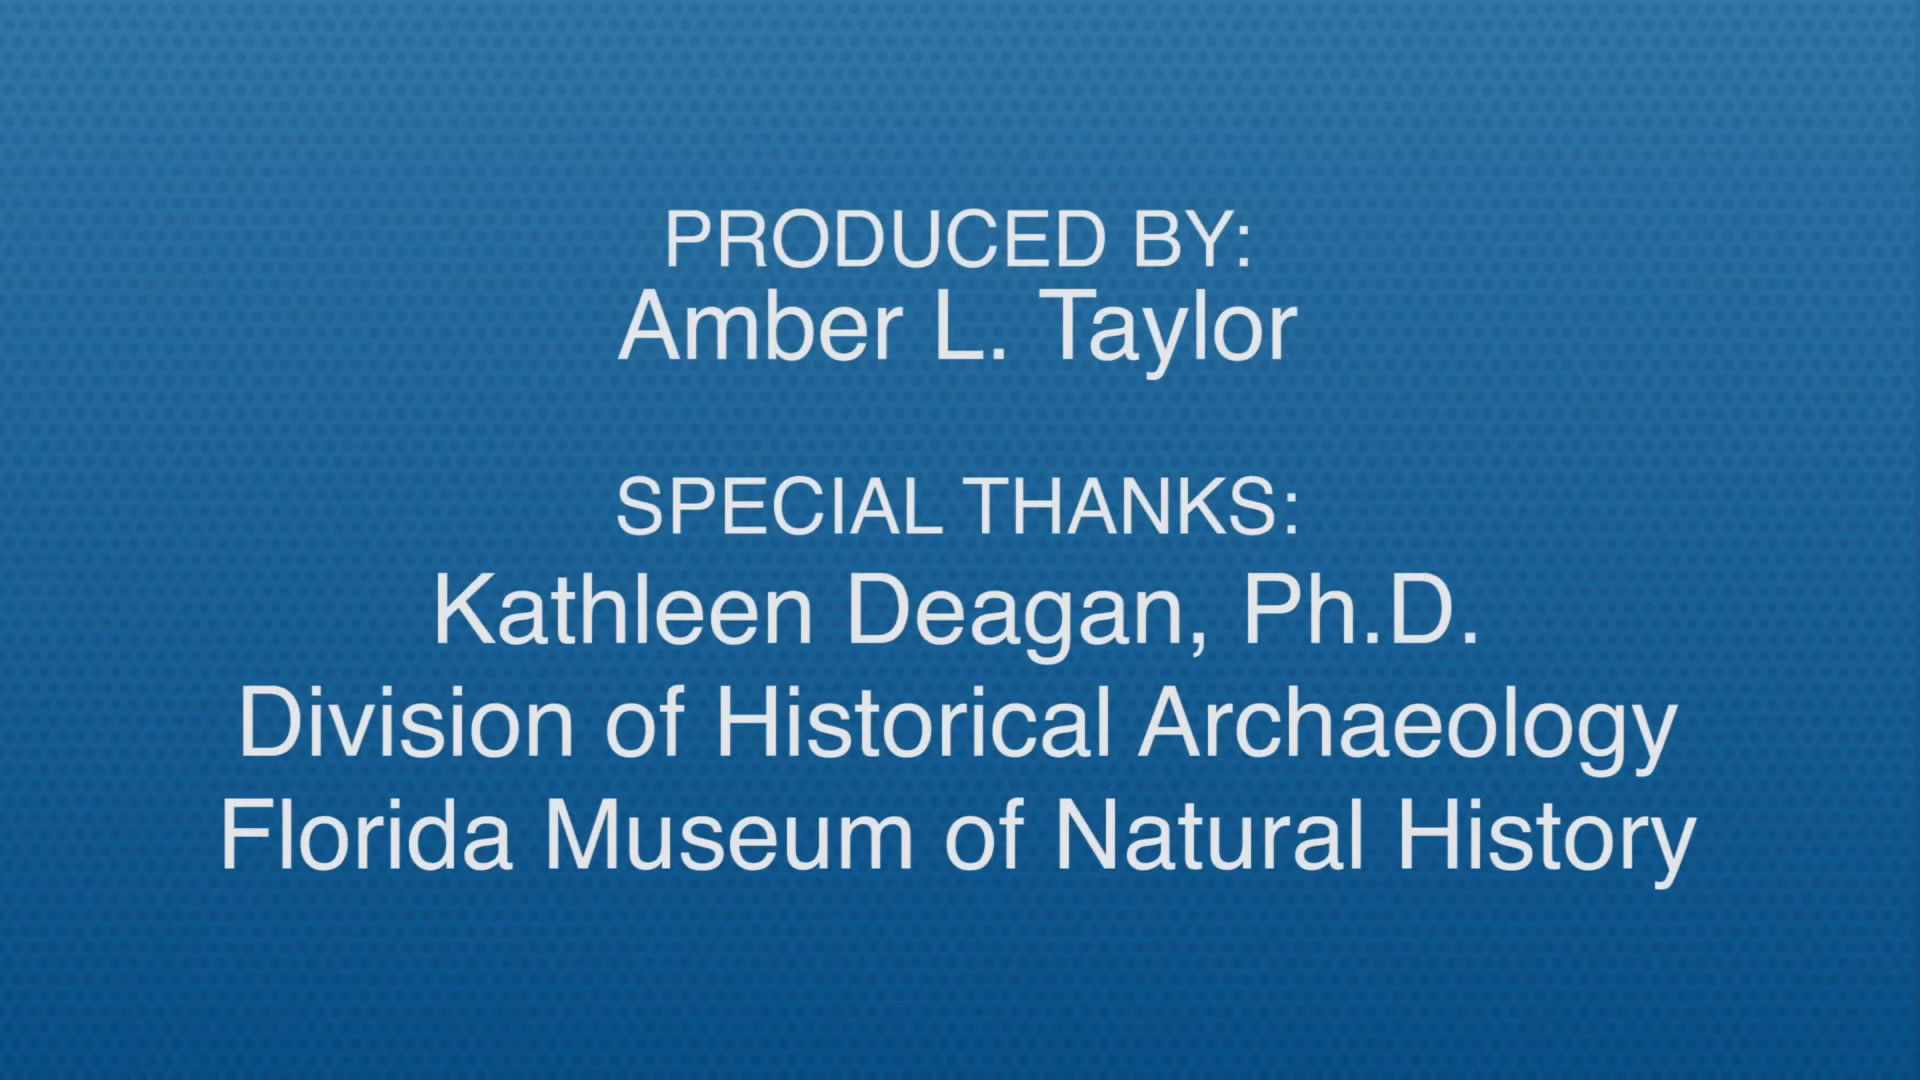 PRODUCED BY:
Amber L. Taylor
SPECIAL THANKS:
Kathleen Deagan, Ph.D.
Division of Historical Archaeology
Florida Museum of Natural History